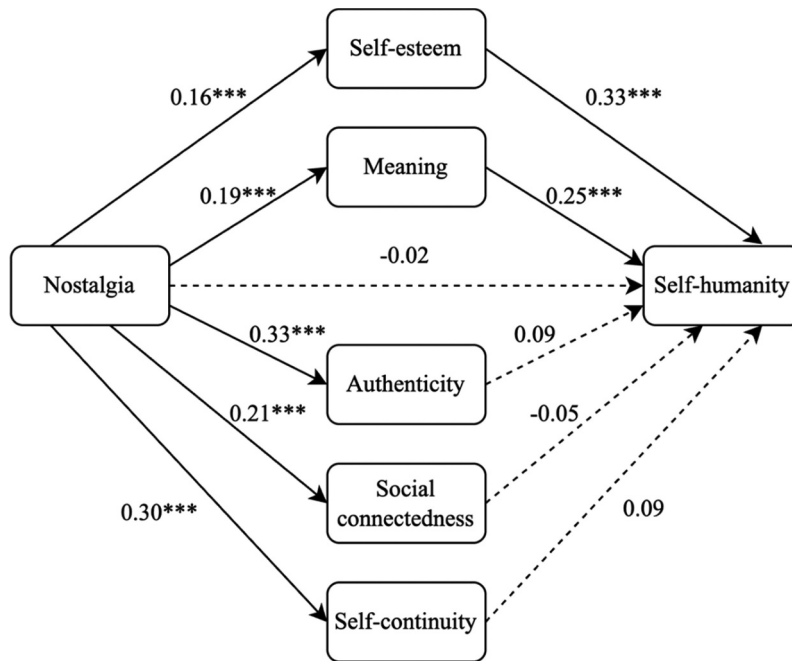 Self-esteem
0.16***
0.33***
Meaning
0.19***
0.25***
-0.02
Nostalgia
Self-humanity
0.33***
0.09
Authenticity
0.21***
-0.05
Social
connectedness
0.30***
0.09
Self-continuity